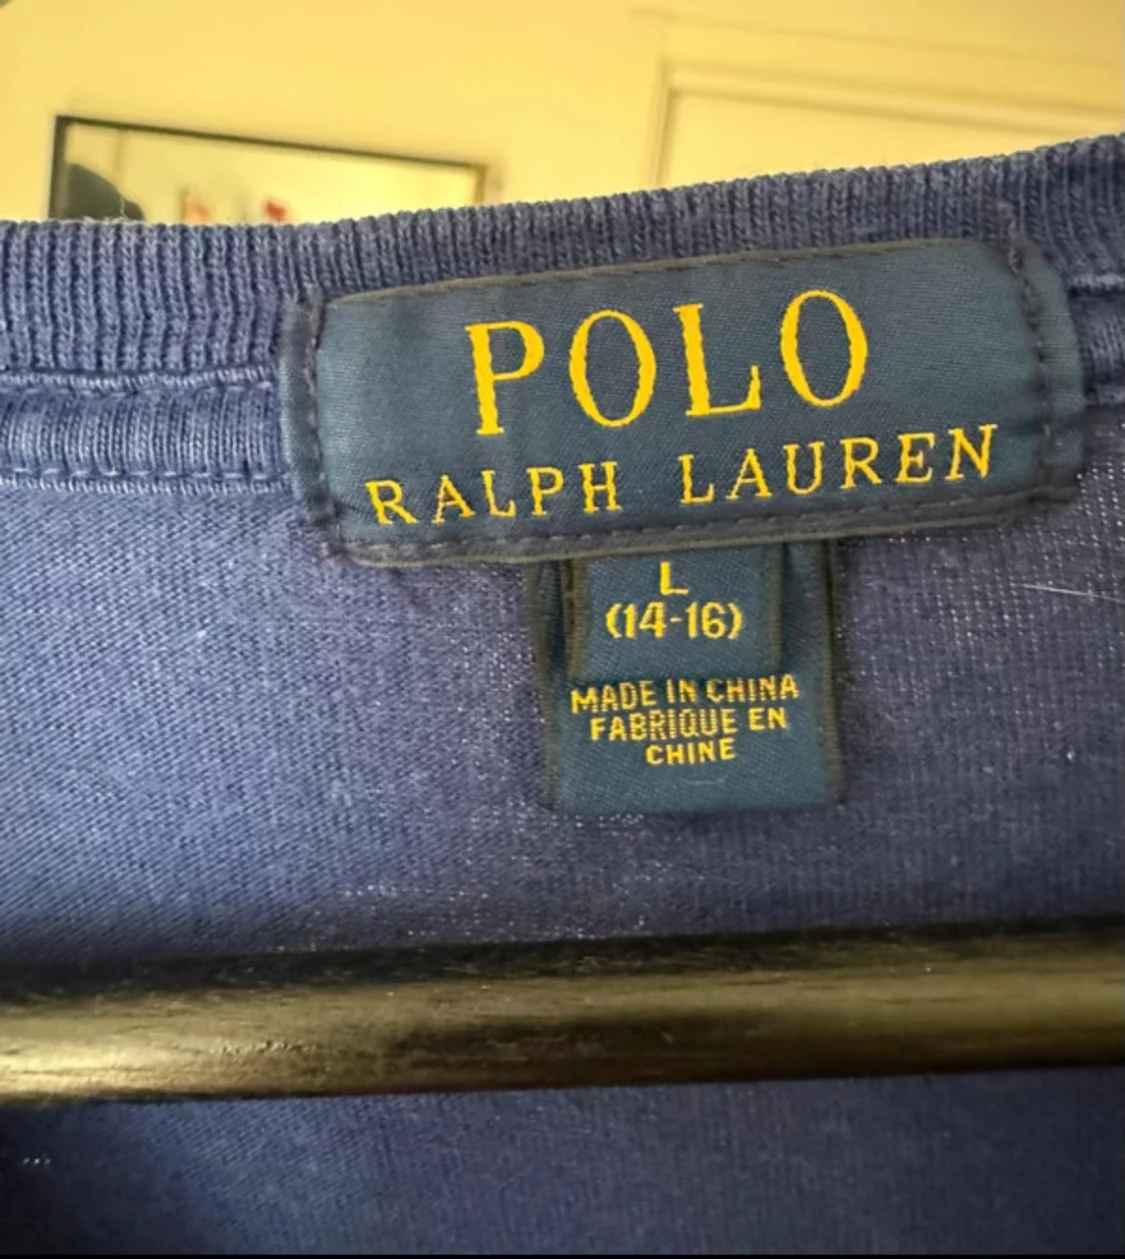 POLO
RALPH LAUREN
L
(14-16)
MADE IN CHINA
FABRIQUE EN
CHINE